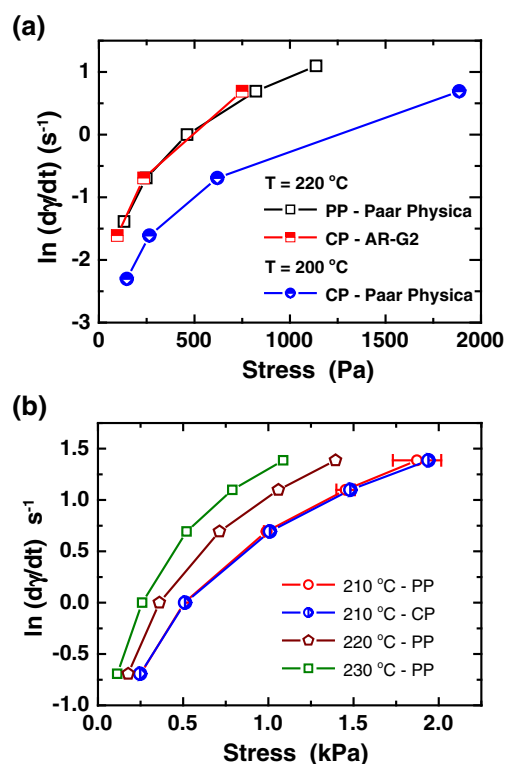 (a)
ln (dγ/dt) (s⁻¹)
1
0
-1
-2
-3
T = 220 °C
PP - Paar Physica
CP - AR-G2
T = 200 °C
CP - Paar Physica
0 500 1000 1500 2000
Stress (Pa)
(b)
ln (dγ/dt) s⁻¹
1.5
1.0
0.5
0.0
-0.5
-1.0
210 °C - PP
210 °C - CP
220 °C - PP
230 °C - PP
0.0 0.5 1.0 1.5 2.0
Stress (kPa)